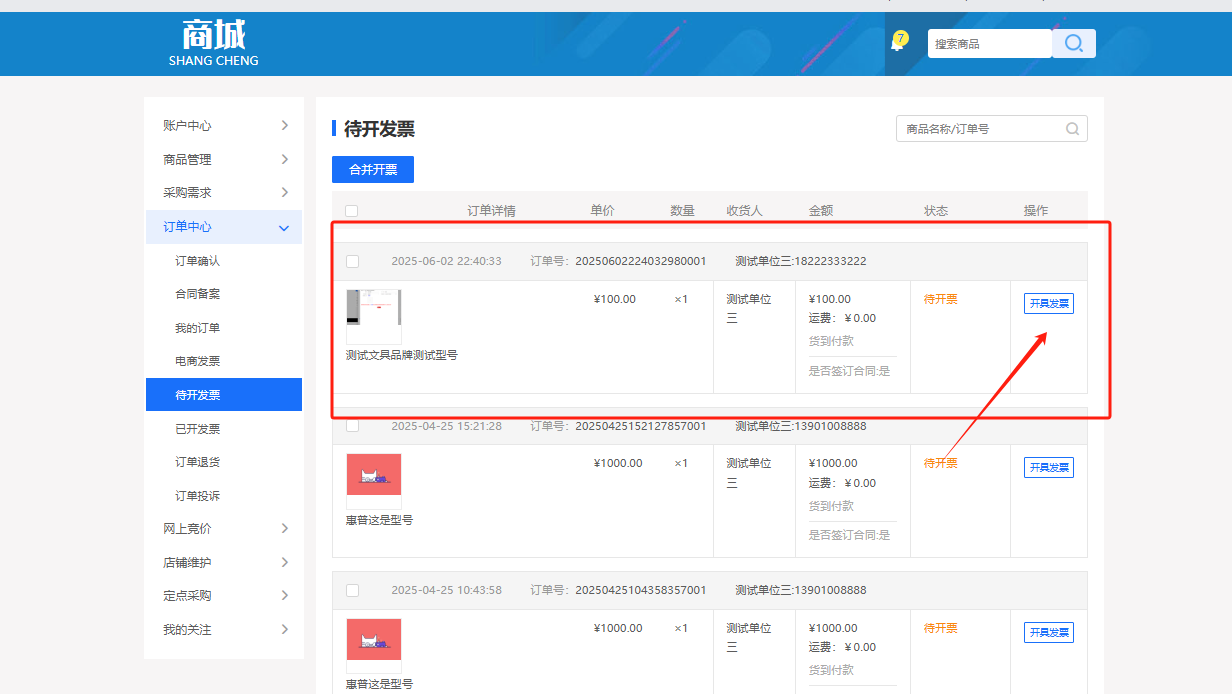 商城
SHANG CHENG
7
搜索商品
账户中心
商品管理
采购需求
订单中心
订单确认
合同备案
我的订单
电商发票
待开发票
已开发票
订单退货
订单投诉
网上竞价
店铺维护
定点采购
我的关注
待开发票
商品名称/订单号
合并开票
订单详情 单价 数量 收货人 金额 状态 操作
2025-06-02 22:40:33 订单号: 20250602224032980001 测试单位三:18222333222
¥100.00 ×1 测试单位 ¥100.00 待开票 开具发票
三 运费: ¥0.00
货到付款
测试文具品牌测试型号
是否签订合同:是
2025-04-25 15:21:28 订单号: 20250425152127857001 测试单位三:13901008888
¥1000.00 ×1 测试单位 ¥1000.00 待开票 开具发票
三 运费: ¥0.00
货到付款
惠普这是型号
是否签订合同:是
2025-04-25 10:43:58 订单号: 20250425104358357001 测试单位三:13901008888
¥1000.00 ×1 测试单位 ¥1000.00 待开票 开具发票
三 运费: ¥0.00
货到付款
惠普这是型号